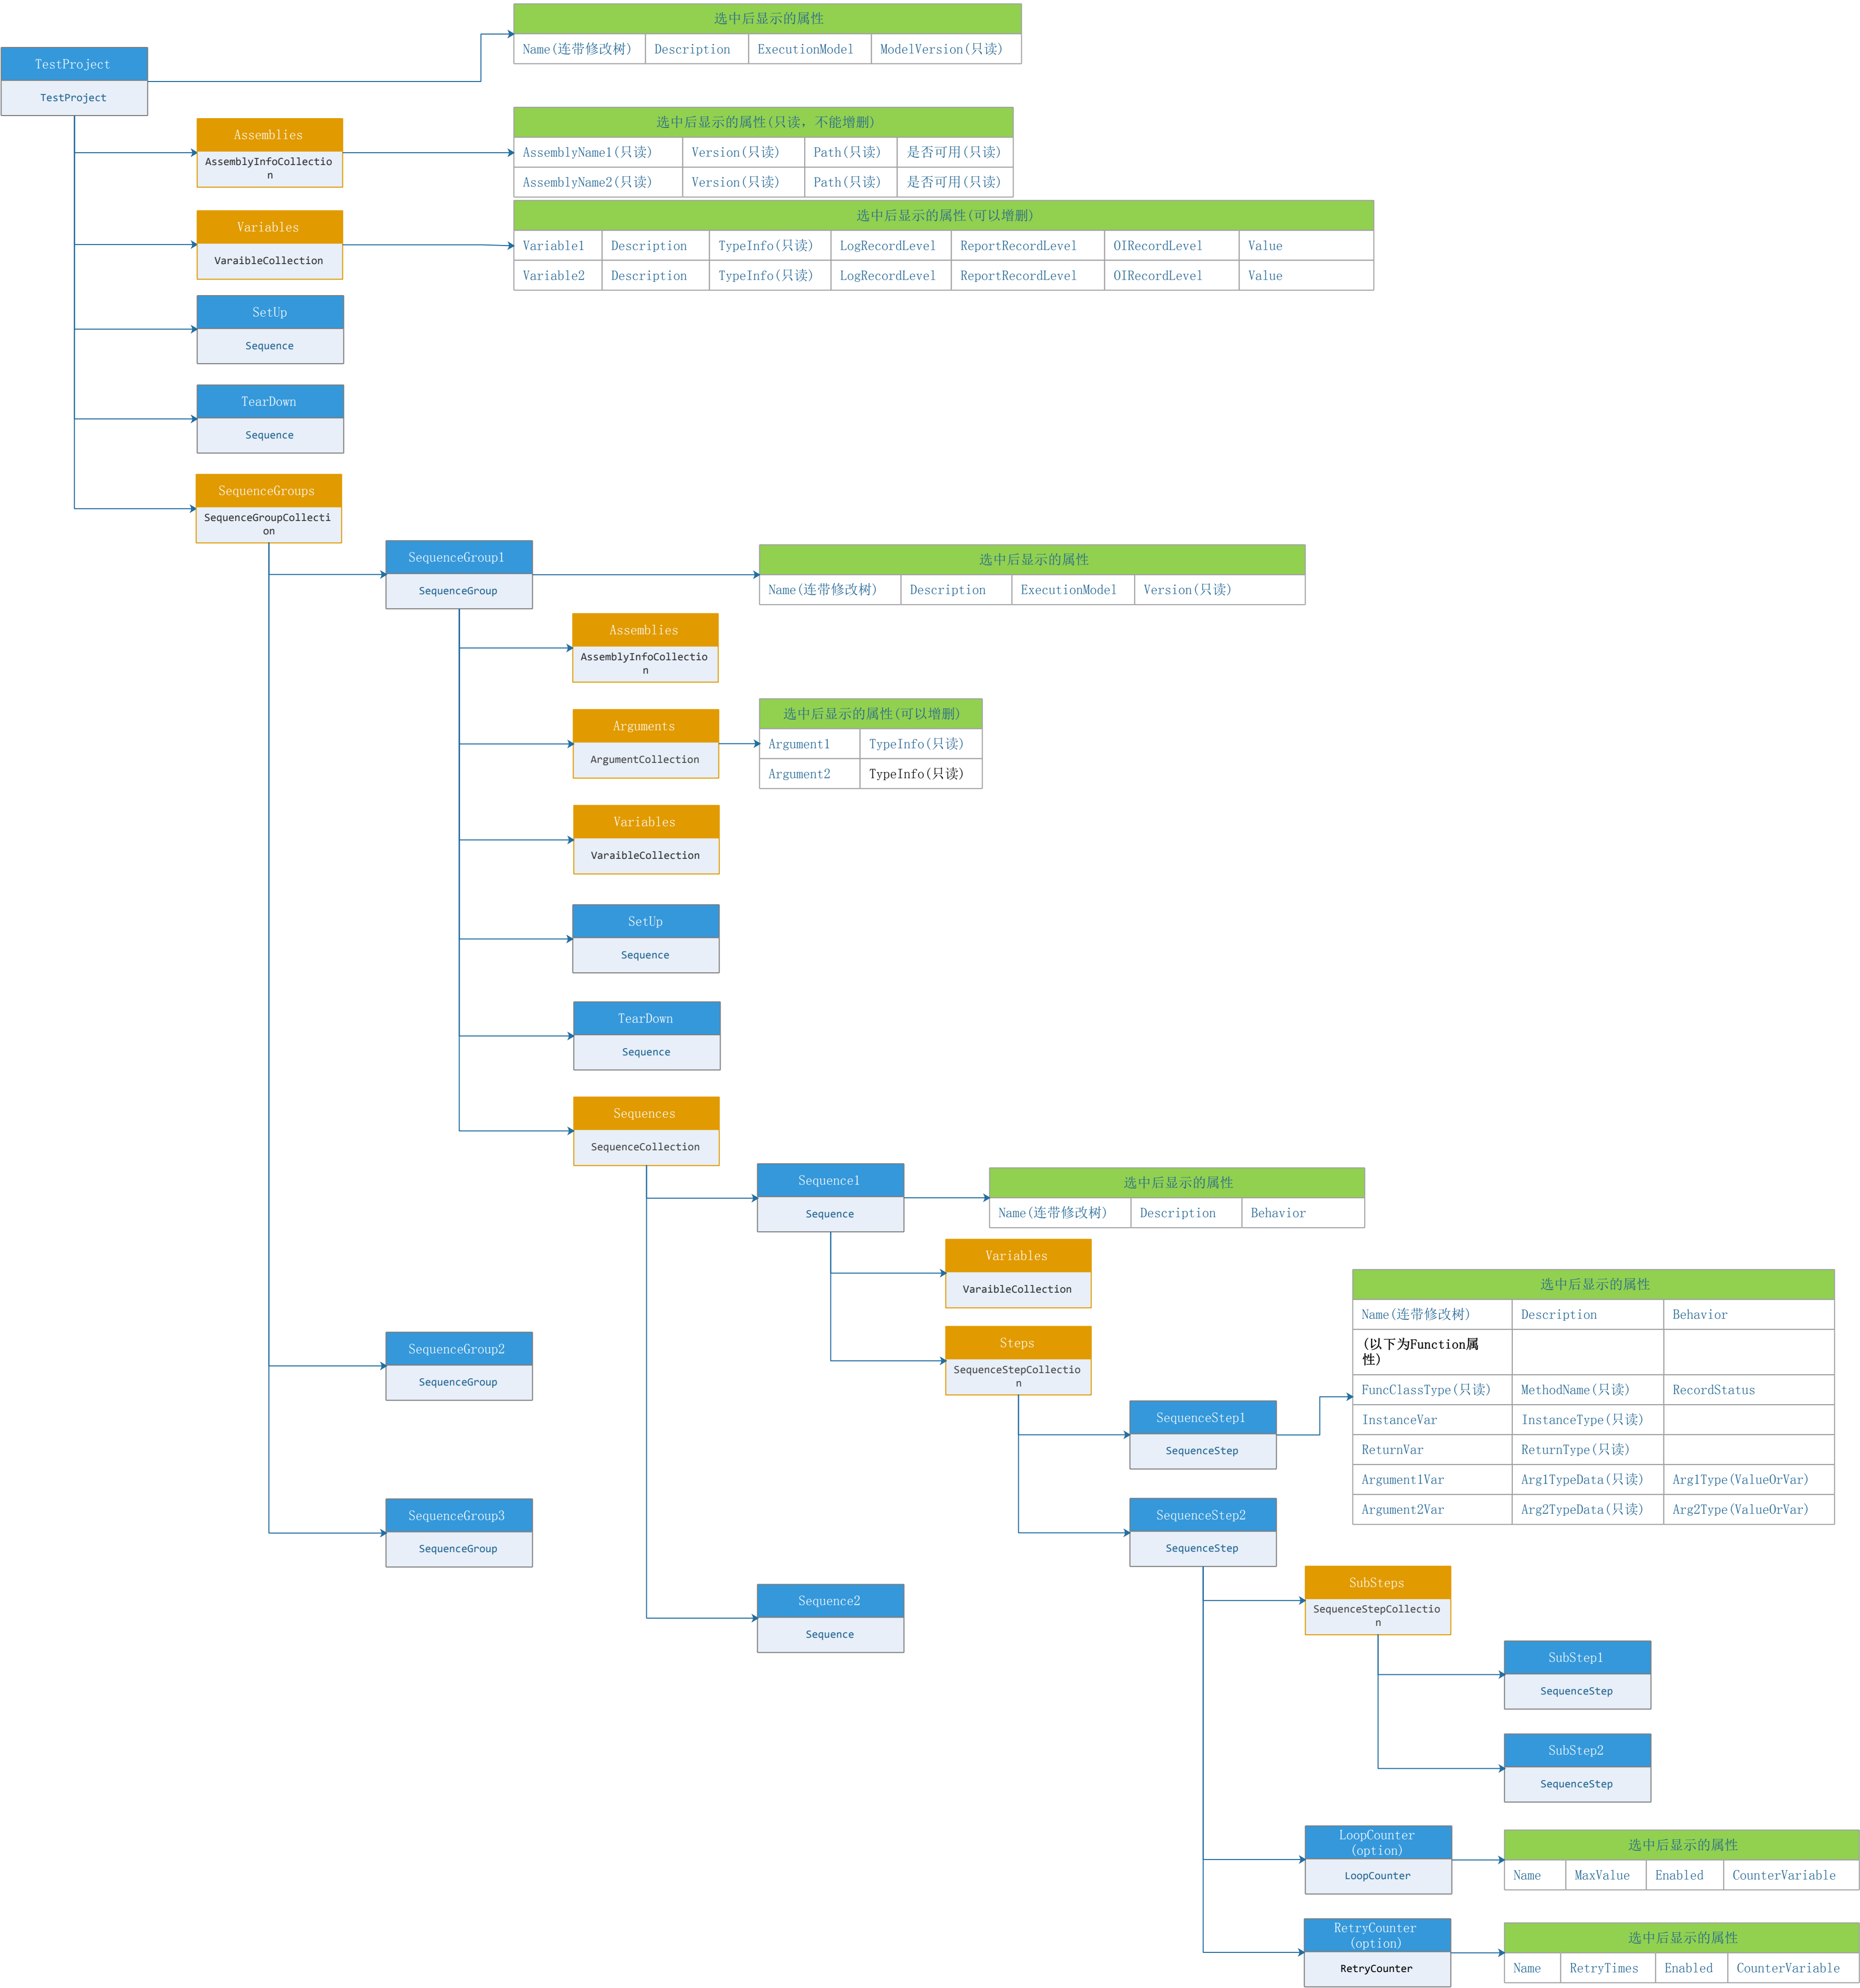 选中后显示的属性
Name(连带修改树) Description ExecutionModel ModelVersion(只读)
TestProject
TestProject
选中后显示的属性(只读，不能增删)
Assemblies
AssemblyInfoCollectio
n
AssemblyName1(只读) Version(只读) Path(只读) 是否可用(只读)
AssemblyName2(只读) Version(只读) Path(只读) 是否可用(只读)
选中后显示的属性(可以增删)
Variables
VaraibleCollection
Variable1 Description TypeInfo(只读) LogRecordLevel ReportRecordLevel OIRecordLevel Value
Variable2 Description TypeInfo(只读) LogRecordLevel ReportRecordLevel OIRecordLevel Value
SetUp
Sequence
TearDown
Sequence
SequenceGroups
SequenceGroupCollecti
on
SequenceGroup1
SequenceGroup
选中后显示的属性
Name(连带修改树) Description ExecutionModel Version(只读)
Assemblies
AssemblyInfoCollectio
n
Arguments
ArgumentCollection
选中后显示的属性(可以增删)
Argument1 TypeInfo(只读)
Argument2 TypeInfo(只读)
Variables
VaraibleCollection
SetUp
Sequence
TearDown
Sequence
Sequences
SequenceCollection
Sequence1
Sequence
选中后显示的属性
Name(连带修改树) Description Behavior
Variables
VaraibleCollection
Steps
SequenceStepCollectio
n
选中后显示的属性
Name(连带修改树) Description Behavior
(以下为Function属
性)
FuncClassType(只读) MethodName(只读) RecordStatus
InstanceVar InstanceType(只读)
ReturnVar ReturnType(只读)
Argument1Var Arg1TypeData(只读) Arg1Type(ValueOrVar)
Argument2Var Arg2TypeData(只读) Arg2Type(ValueOrVar)
SequenceGroup2
SequenceGroup
SequenceStep1
SequenceStep
SequenceGroup3
SequenceGroup
SequenceStep2
SequenceStep
Sequence2
Sequence
SubSteps
SequenceStepCollectio
n
SubStep1
SequenceStep
SubStep2
SequenceStep
LoopCounter
(option)
LoopCounter
选中后显示的属性
Name MaxValue Enabled CounterVariable
RetryCounter
(option)
RetryCounter
选中后显示的属性
Name RetryTimes Enabled CounterVariable